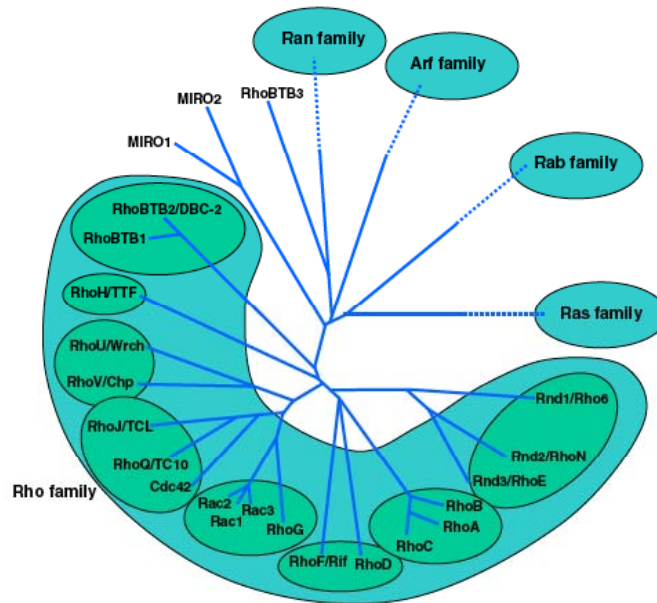 Ran family
Arf family
MIRO2
RhoBTB3
MIRO1
Rab family
RhoBTB2/DBC-2
RhoBTB1
RhoH/TTF
Ras family
RhoU/Wrch
RhoV/Chp
Rnd1/Rho6
RhoJ/TCL
Rnd2/RhoN
RhoQ/TC10
Rnd3/RhoE
Cdc42
Rho family
Rac2
Rac3
Rac1
RhoG
RhoB
RhoA
RhoC
RhoF/Rif
RhoD